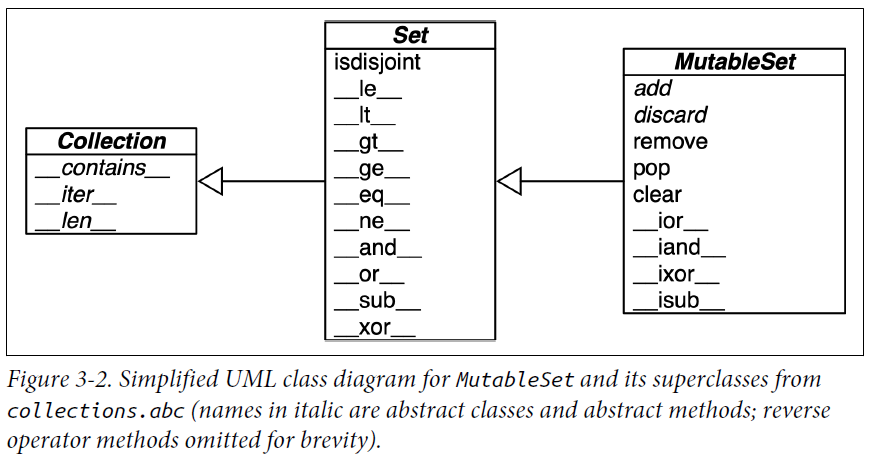 Collection
__contains__
__iter__
__len__
Set
isdisjoint
__le__
__lt__
__gt__
__ge__
__eq__
__ne__
__and__
__or__
__sub__
__xor__
MutableSet
add
discard
remove
pop
clear
__ior__
__iand__
__ixor__
__isub__
Figure 3-2. Simplified UML class diagram for MutableSet and its superclasses from
collections.abc (names in italic are abstract classes and abstract methods; reverse
operator methods omitted for brevity).